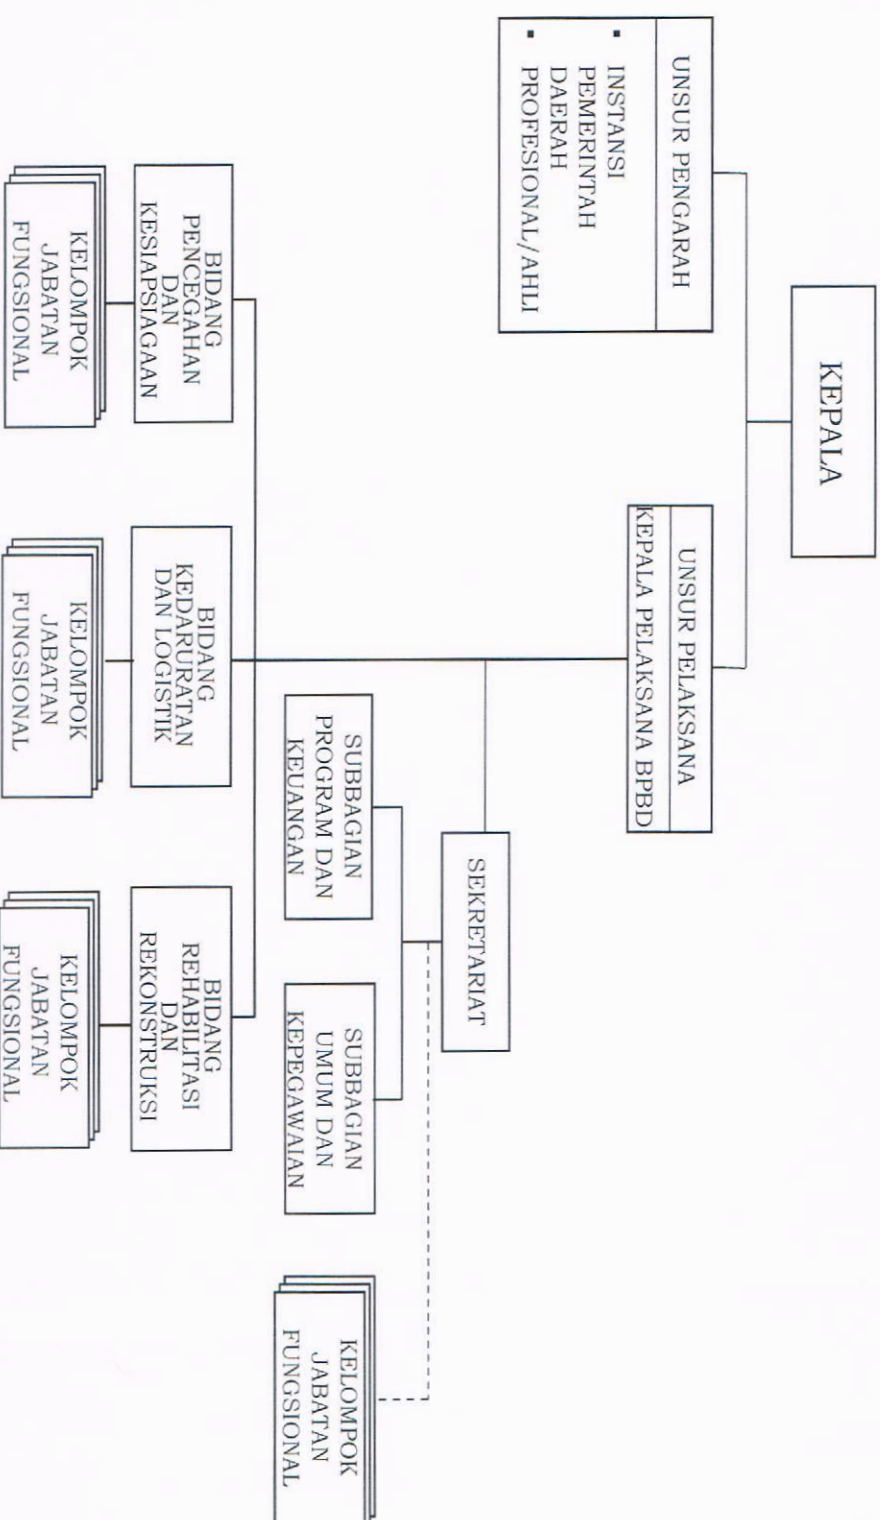 KEPALA
UNSUR PENGARAH
▪ INSTANSI
PEMERINTAH
DAERAH
▪ PROFESIONAL/AHLI
UNSUR PELAKSANA
KEPALA PELAKSANA BPBD
SEKRETARIAT
SUBBAGIAN
PROGRAM DAN
KEUANGAN
SUBBAGIAN
UMUM DAN
KEPEGAWAIAN
KELOMPOK
JABATAN
FUNGSIONAL
BIDANG
PENCEGAHAN
DAN
KESIAPSIAGAAN
BIDANG
KEDARURATAN
DAN LOGISTIK
BIDANG
REHABILITASI
DAN
REKONSTRUKSI
KELOMPOK
JABATAN
FUNGSIONAL
KELOMPOK
JABATAN
FUNGSIONAL
KELOMPOK
JABATAN
FUNGSIONAL